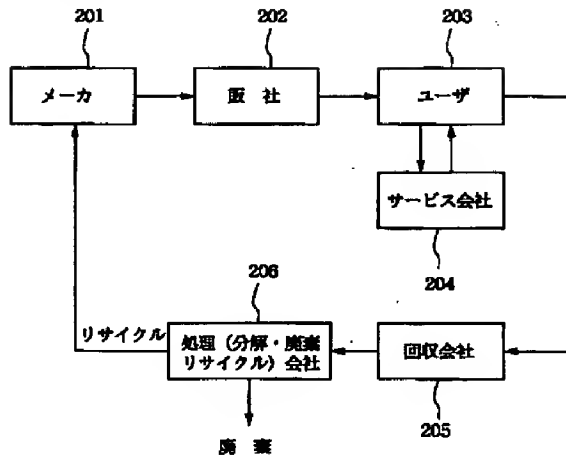 201
202
203
メーカ
販 社
ユーザ
サービス会社
204
206
リサイクル
処理（分解・廃棄
リサイクル）会社
回収会社
205
廃 棄